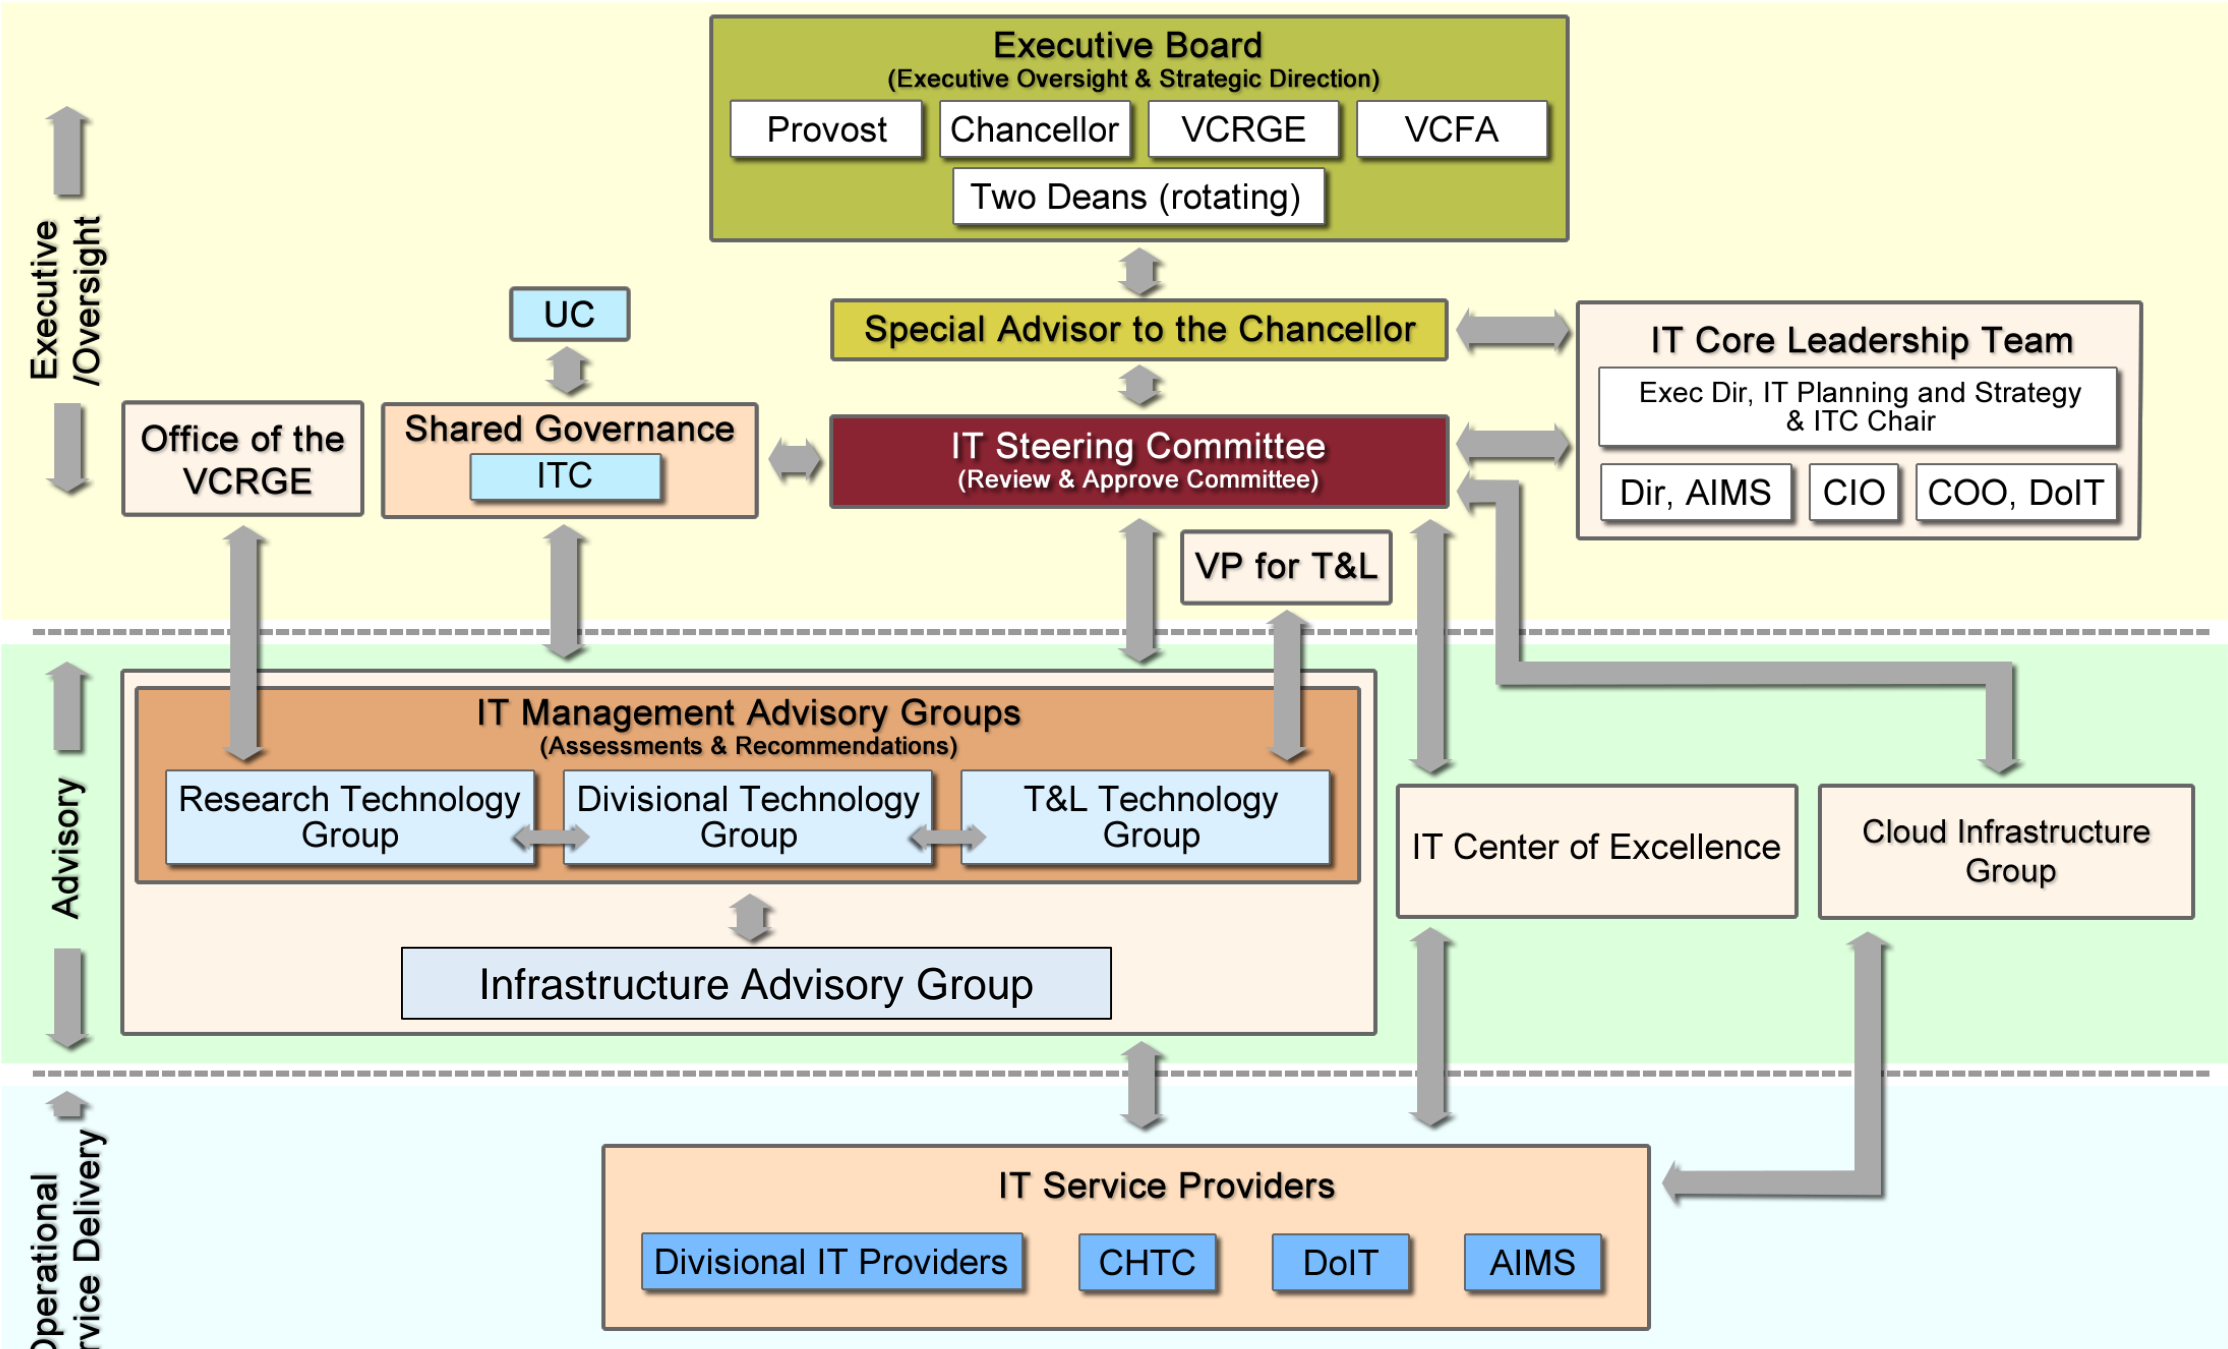 Executive Board
(Executive Oversight & Strategic Direction)
Provost
Chancellor
VCRGE
VCFA
Two Deans (rotating)
Executive
/Oversight
UC
Special Advisor to the Chancellor
IT Core Leadership Team
Exec Dir, IT Planning and Strategy
& ITC Chair
Dir, AIMS
CIO
COO, DoIT
Office of the
VCRGE
Shared Governance
ITC
IT Steering Committee
(Review & Approve Committee)
VP for T&L
Advisory
IT Management Advisory Groups
(Assessments & Recommendations)
Research Technology
Group
Divisional Technology
Group
T&L Technology
Group
IT Center of Excellence
Cloud Infrastructure
Group
Infrastructure Advisory Group
Operational
rvice Delivery
IT Service Providers
Divisional IT Providers
CHTC
DoIT
AIMS